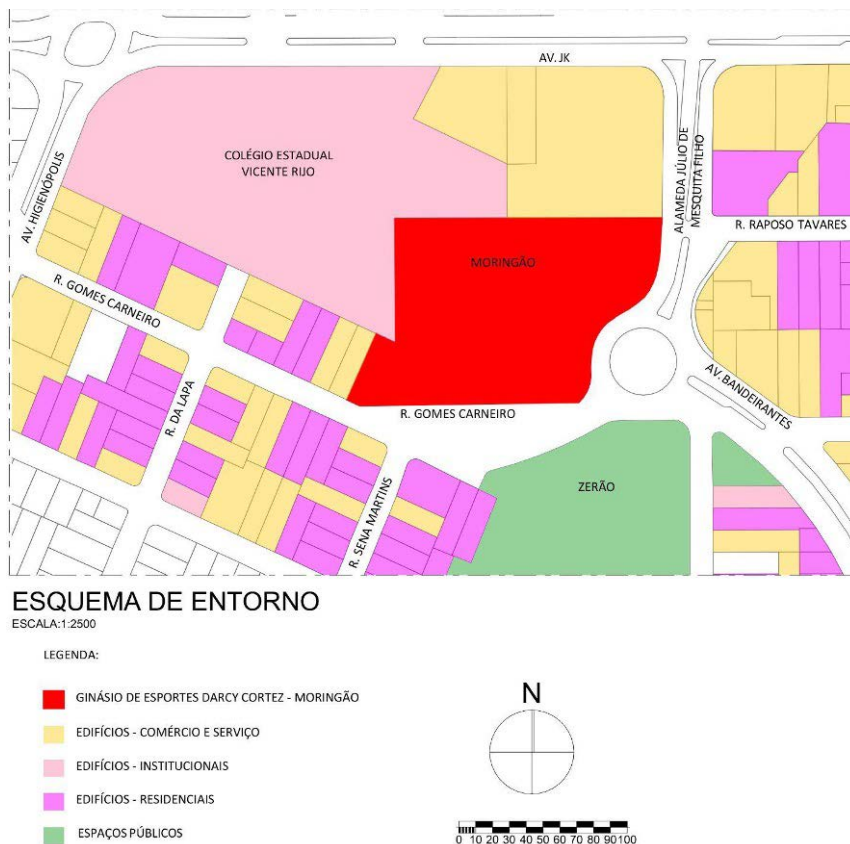 AV. JK
AV. HIGIENÓPOLIS
COLÉGIO ESTADUAL
VICENTE RIJO
ALAMEDA JÚLIO DE
MESQUITA FILHO
R. RAPOSO TAVARES
MORINGÃO
R. GOMES CARNEIRO
AV. BANDEIRANTES
R. GOMES CARNEIRO
R. DA LAPA
ZERÃO
R. SENA MARTINS
ESQUEMA DE ENTORNO
ESCALA:1:2500
LEGENDA:
GINÁSIO DE ESPORTES DARCY CORTEZ - MORINGÃO
EDIFÍCIOS - COMÉRCIO E SERVIÇO
EDIFÍCIOS - INSTITUCIONAIS
EDIFÍCIOS - RESIDENCIAIS
ESPAÇOS PÚBLICOS
N
0 10 20 30 40 50 60 70 80 90 100